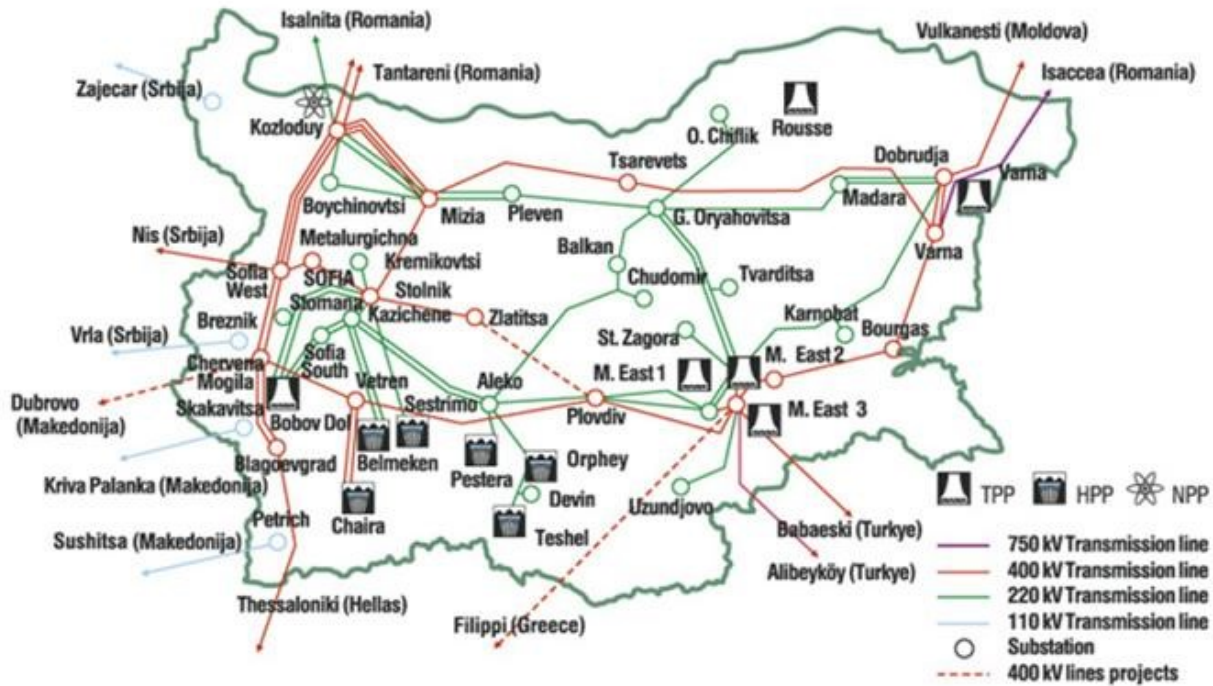 Isalnita (Romania)
Vulkanesti (Moldova)
Tantareni (Romania)
Isaccea (Romania)
Zajecar (Srbija)
Kozloduy
Rousse
O. Chiflik
Tsarevets
Dobrudja
Varna
Boychinovtsi
Mizia
Pleven
G. Oryahovitsa
Madara
Nis (Srbija)
Metalurgichna
Balkan
Varna
Sofia
West
SOFIA
Kremikovtsi
Chudomir
Tvarditsa
Stomana
Stolnik
Karnobat
Breznik
Kazichene
Zlatitsa
St. Zagora
Bourgas
Vrla (Srbija)
Sofia
South
M. East 2
Chervena
Mogila
Vetren
Aleko
M. East 1
Dubrovo
(Makedonija)
Skakavitsa
Bobov Dol
Sestrimo
Plovdiv
M. East 3
Blagoevgrad
Belmeken
Pestera
Orphey
Kriva Palanka (Makedonija)
Devin
Uzundjovo
TPP
HPP
NPP
Petrich
Chaira
Teshel
Babaeski (Turkye)
Sushitsa (Makedonija)
750 kV Transmission line
Alibeyköy (Turkye)
400 kV Transmission line
Thessaloniki (Hellas)
220 kV Transmission line
Filippi (Greece)
110 kV Transmission line
Substation
400 kV lines projects